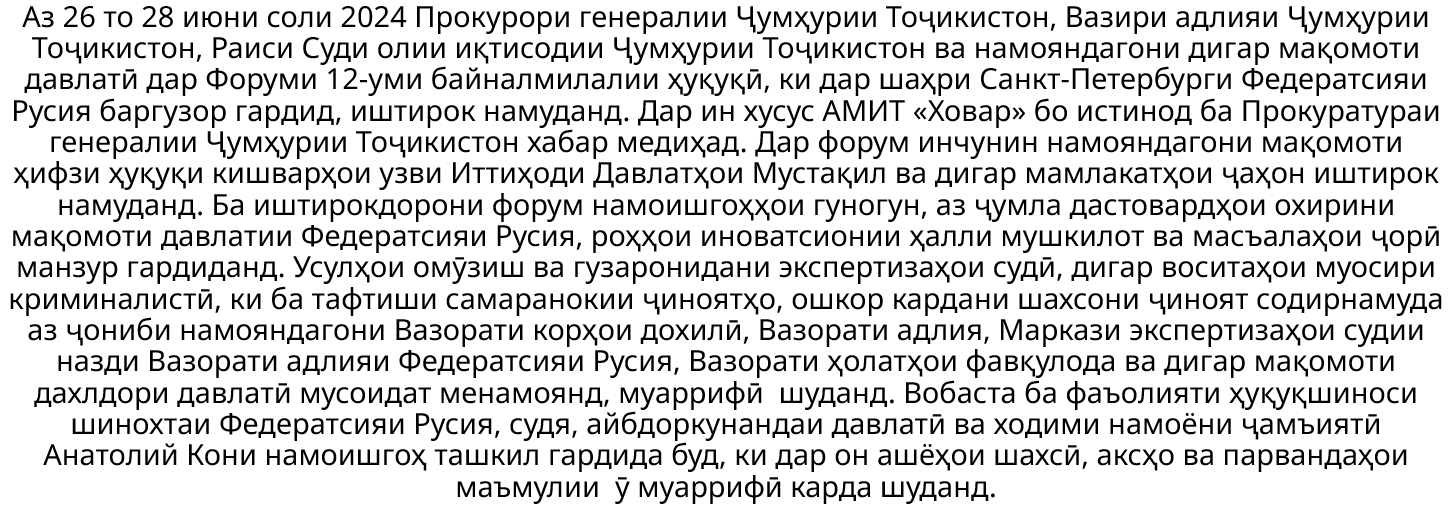 Аз 26 то 28 июни соли 2024 Прокурори генералии Ҷумҳурии Тоҷикистон, Вазири адлияи Ҷумҳурии
Тоҷикистон, Раиси Суди олии иқтисодии Ҷумҳурии Тоҷикистон ва намояндагони дигар мақомоти
давлатӣ дар Форуми 12-уми байналмилалии ҳуқуқӣ, ки дар шаҳри Санкт-Петербурги Федератсияи
Русия баргузор гардид, иштирок намуданд. Дар ин хусус АМИТ «Ховар» бо истинод ба Прокуратураи
генералии Ҷумҳурии Тоҷикистон хабар медиҳад. Дар форум инчунин намояндагони мақомоти
ҳифзи ҳуқуқи кишварҳои узви Иттиҳоди Давлатҳои Мустақил ва дигар мамлакатҳои ҷаҳон иштирок
намуданд. Ба иштирокдорони форум намоишгоҳҳои гуногун, аз ҷумла дастовардҳои охирини
мақомоти давлатии Федератсияи Русия, роҳҳои иноватсионии ҳалли мушкилот ва масъалаҳои ҷорӣ
манзур гардиданд. Усулҳои омӯзиш ва гузаронидани экспертизаҳои судӣ, дигар воситаҳои муосири
криминалистӣ, ки ба тафтиши самаранокии ҷиноятҳо, ошкор кардани шахсони ҷиноят содирнамуда
аз ҷониби намояндагони Вазорати корҳои дохилӣ, Вазорати адлия, Маркази экспертизаҳои судии
назди Вазорати адлияи Федератсияи Русия, Вазорати ҳолатҳои фавқулода ва дигар мақомоти
дахлдори давлатӣ мусоидат менамоянд, муаррифӣ  шуданд. Вобаста ба фаъолияти ҳуқуқшиноси
шинохтаи Федератсияи Русия, судя, айбдоркунандаи давлатӣ ва ходими намоёни ҷамъиятӣ
Анатолий Кони намоишгоҳ ташкил гардида буд, ки дар он ашёҳои шахсӣ, аксҳо ва парвандаҳои
маъмулии  ӯ муаррифӣ карда шуданд.